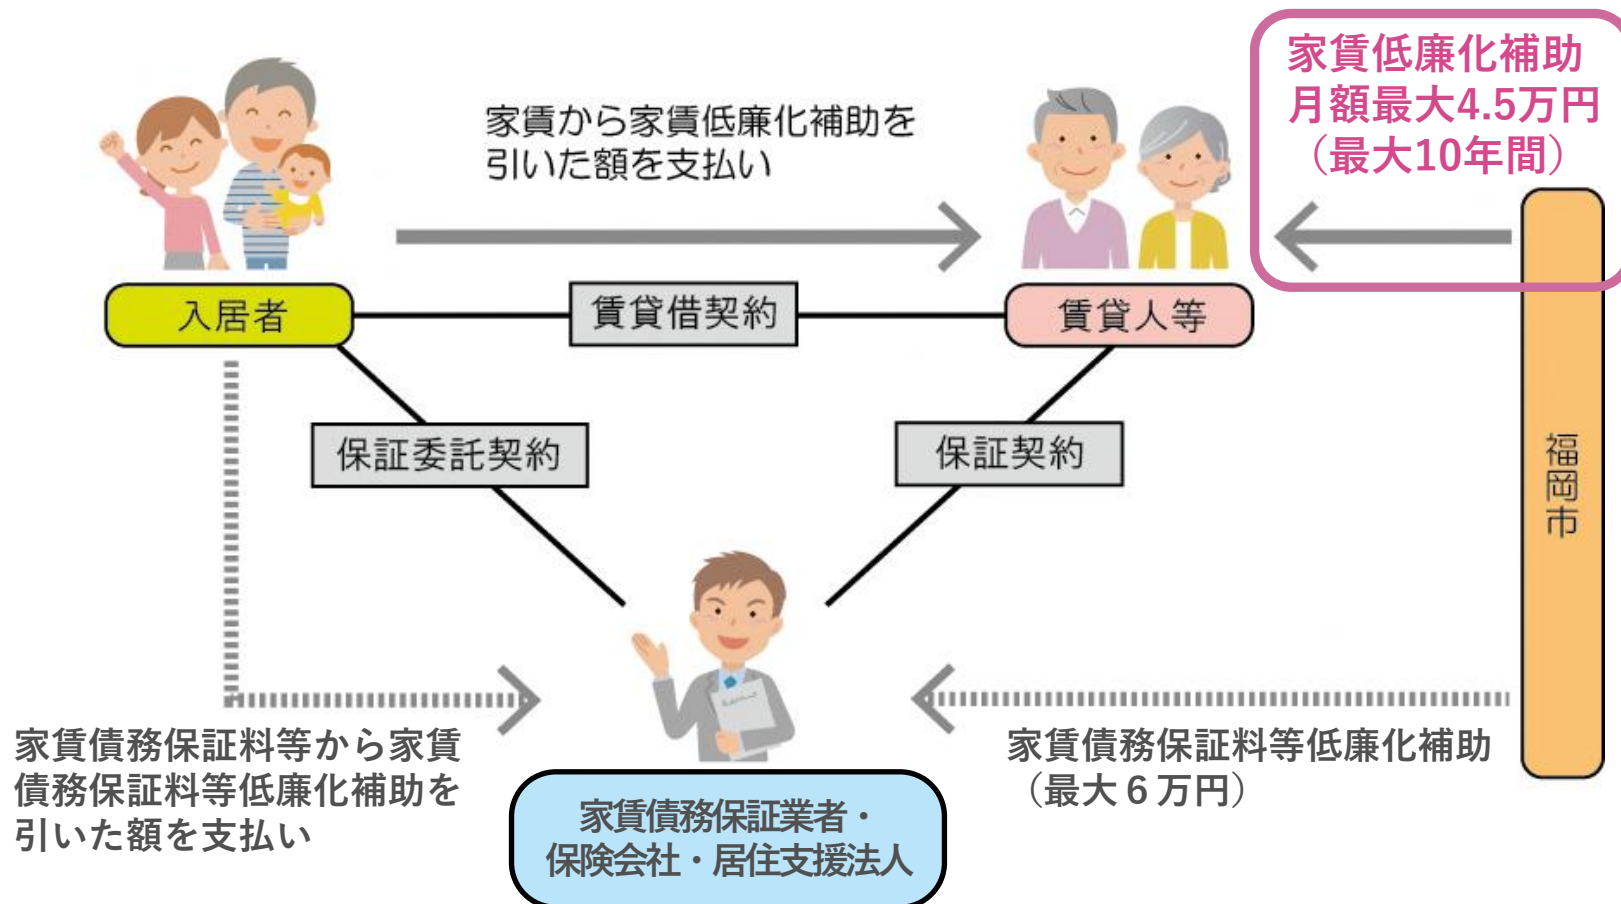 家賃低廉化補助
月額最大4.5万円
（最大10年間）
家賃から家賃低廉化補助を
引いた額を支払い
入居者
賃貸借契約
賃貸人等
保証委託契約
保証契約
福岡市
家賃債務保証料等から家賃
債務保証料等低廉化補助を
引いた額を支払い
家賃債務保証料等低廉化補助
（最大６万円）
家賃債務保証業者・
保険会社・居住支援法人